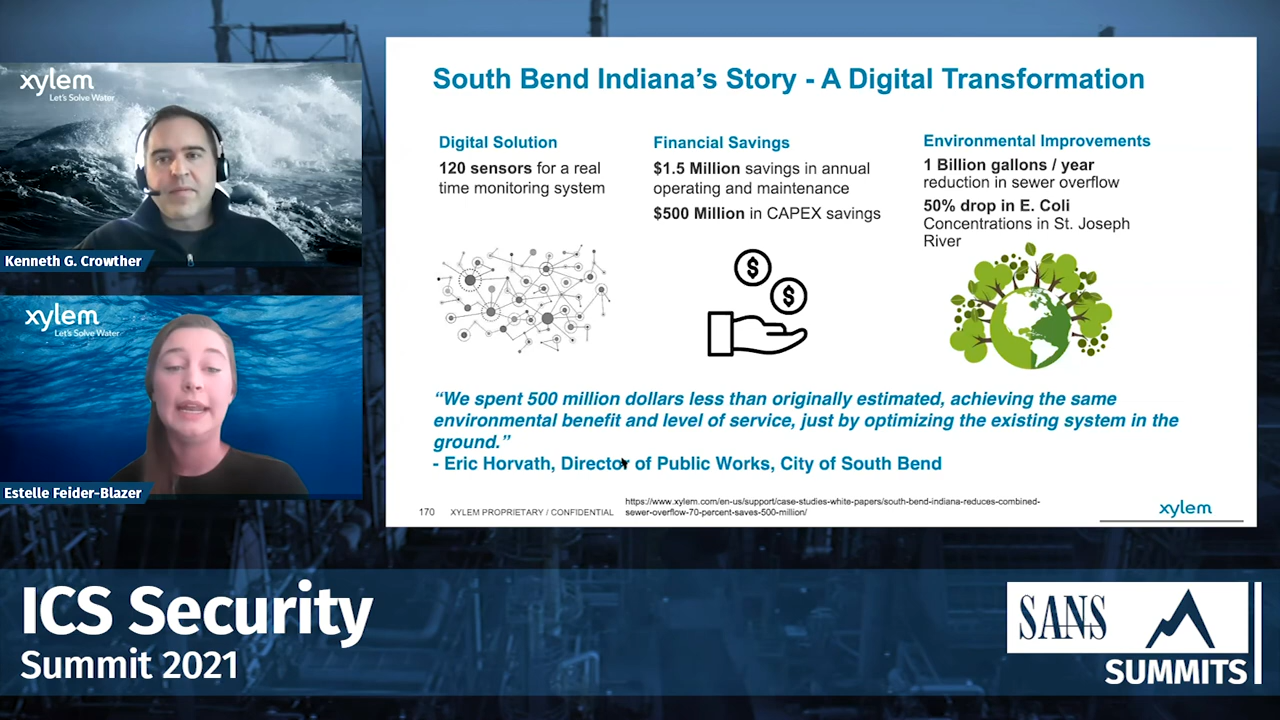 xylem
Let's Solve Water
Kenneth G. Crowther
xylem
Let's Solve Water
Estelle Feider-Blazer
South Bend Indiana's Story - A Digital Transformation
Digital Solution
120 sensors for a real
time monitoring system
Financial Savings
$1.5 Million savings in annual
operating and maintenance
$500 Million in CAPEX savings
Environmental Improvements
1 Billion gallons / year
reduction in sewer overflow
50% drop in E. Coli
Concentrations in St. Joseph
River
$
$
“We spent 500 million dollars less than originally estimated, achieving the same
environmental benefit and level of service, just by optimizing the existing system in the
ground.”
- Eric Horvath, Director of Public Works, City of South Bend
170 XYLEM PROPRIETARY / CONFIDENTIAL
https://www.xylem.com/en-us/support/case-studies-white-papers/south-bend-indiana-reduces-combined-
sewer-overflow-70-percent-saves-500-million/
xylem
ICS Security
Summit 2021
SANS
SUMMITS